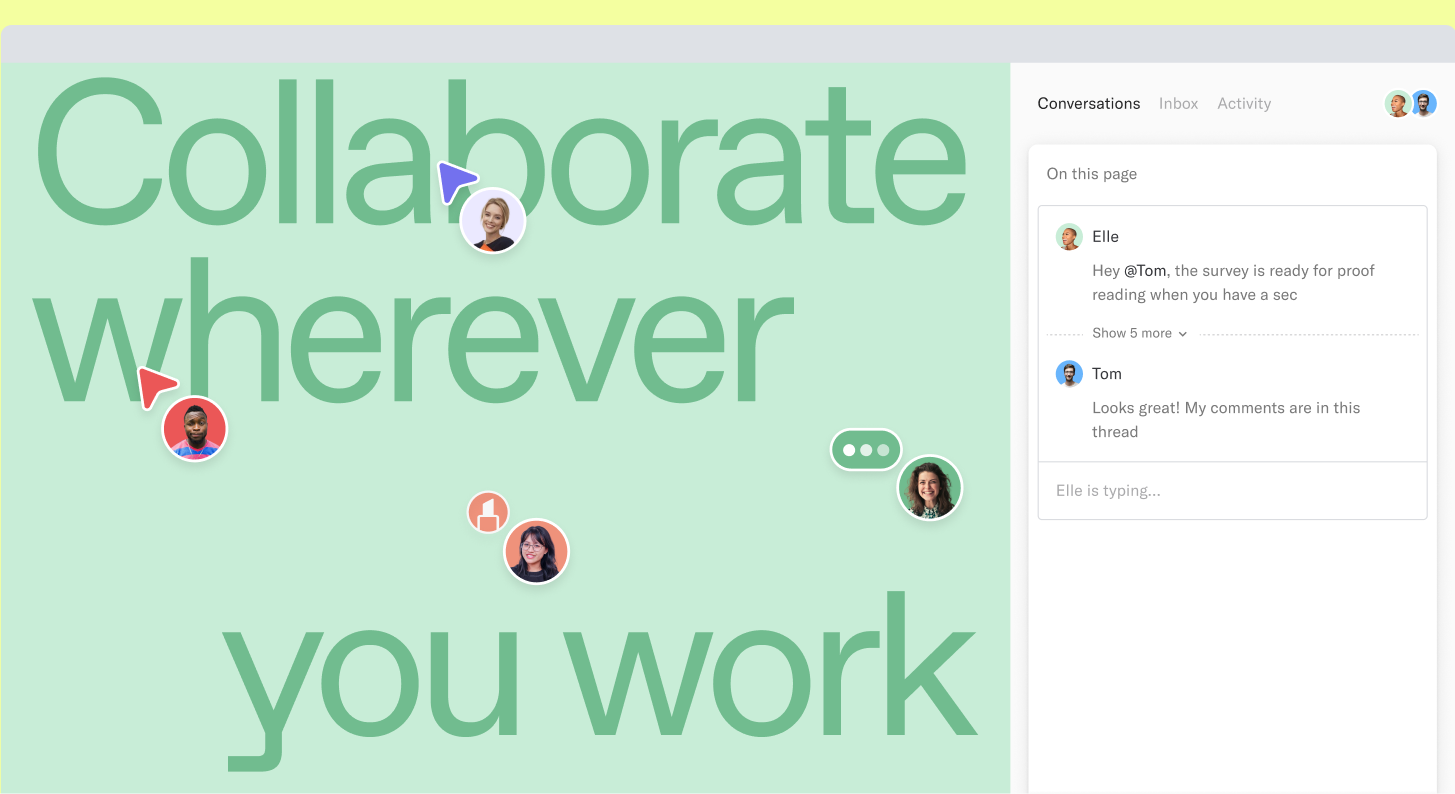 Collaborate
wherever
you work
Conversations Inbox Activity
On this page
Elle
Hey @Tom, the survey is ready for proof
reading when you have a sec
Show 5 more
Tom
Looks great! My comments are in this
thread
Elle is typing...